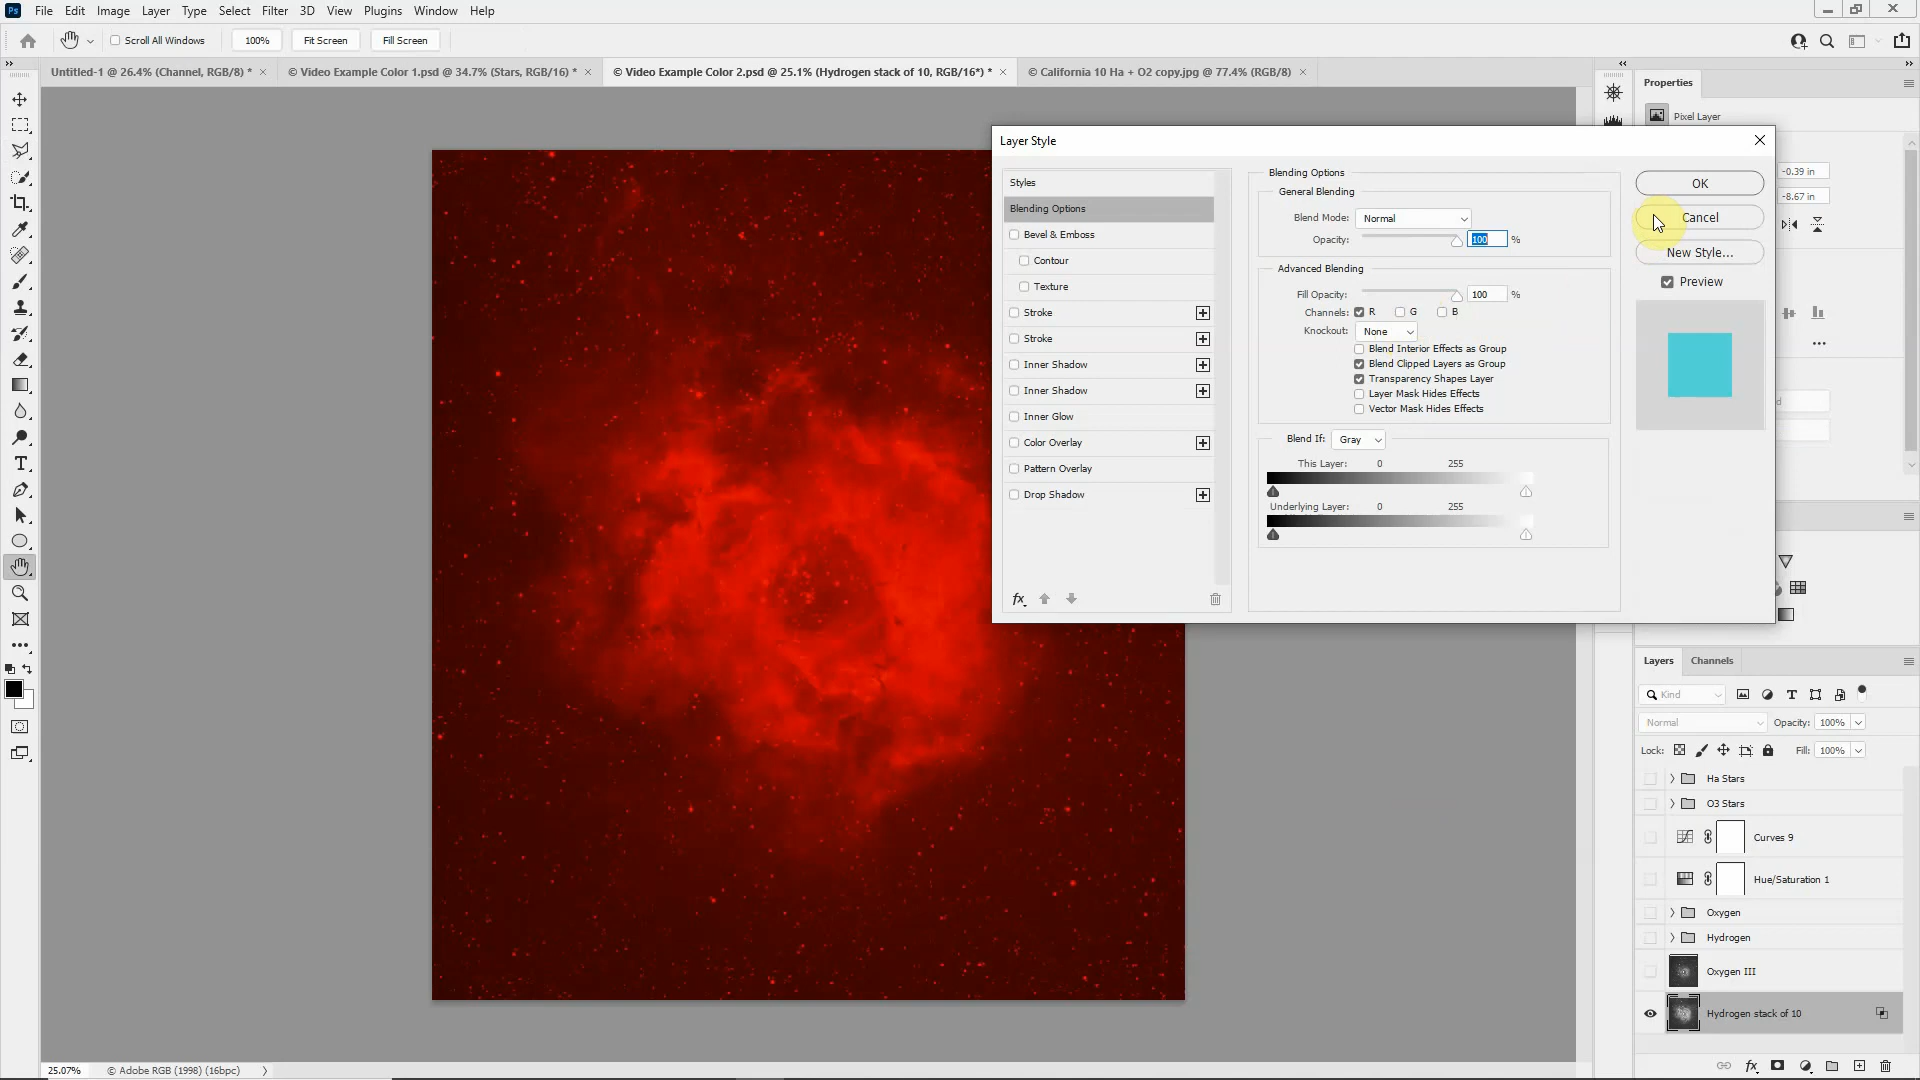 Ps File Edit Image Layer Type Select Filter 3D View Plugins Window Help
Scroll All Windows 100% Fit Screen Fill Screen
Untitled-1 @ 26.4% (Channel, RGB/8) * × © Video Example Color 1.psd @ 34.7% (Stars, RGB/16) * × © Video Example Color 2.psd @ 25.1% (Hydrogen stack of 10, RGB/16*) * × © California 10 Ha + O2 copy.jpg @ 77.4% (RGB/8) ×
Properties
Pixel Layer
-0.39 in
-8.67 in
Layer Style
Styles
Blending Options
Bevel & Emboss
Contour
Texture
Stroke
Stroke
Inner Shadow
Inner Shadow
Inner Glow
Color Overlay
Pattern Overlay
Drop Shadow
fx
Blending Options
General Blending
Blend Mode: Normal
Opacity: 100 %
Advanced Blending
Fill Opacity: 100 %
Channels: R G B
Knockout: None
Blend Interior Effects as Group
Blend Clipped Layers as Group
Transparency Shapes Layer
Layer Mask Hides Effects
Vector Mask Hides Effects
Blend If: Gray
This Layer: 0 255
Underlying Layer: 0 255
OK
Cancel
New Style...
Preview
Layers Channels
Kind
Normal Opacity: 100%
Lock: Fill: 100%
Ha Stars
O3 Stars
Curves 9
Hue/Saturation 1
Oxygen
Hydrogen
Oxygen III
Hydrogen stack of 10
fx
25.07% © Adobe RGB (1998) (16bpc)